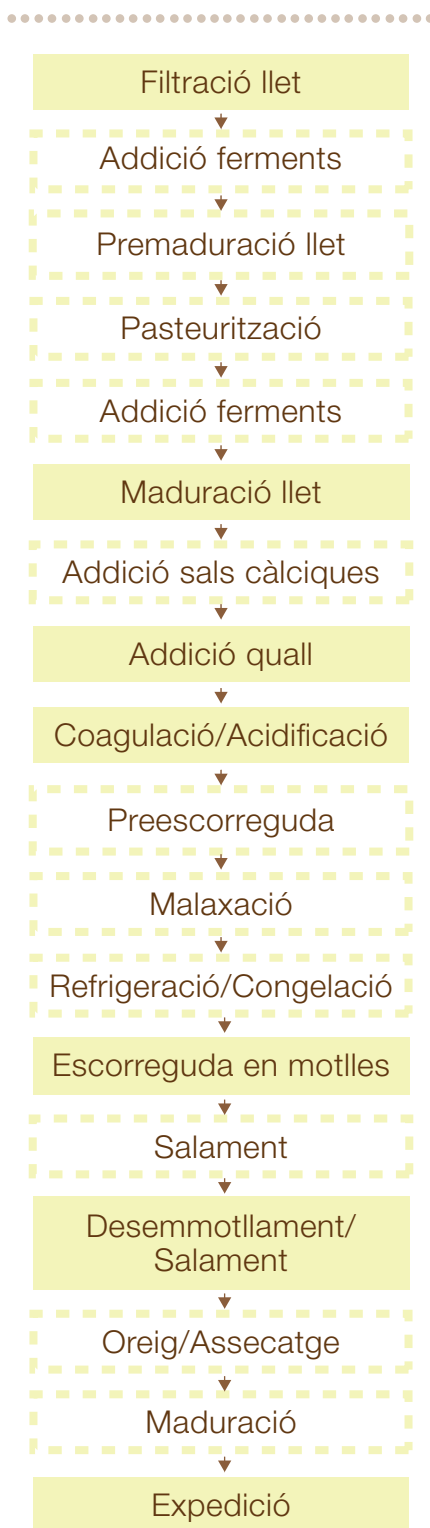 Filtració llet
Addició ferments
Premaduració llet
Pasteurització
Addició ferments
Maduració llet
Addició sals càlciques
Addició quall
Coagulació/Acidificació
Preescorreguda
Malaxació
Refrigeració/Congelació
Escorreguda en motlles
Salament
Desemmotllament/
Salament
Oreig/Assecatge
Maduració
Expedició